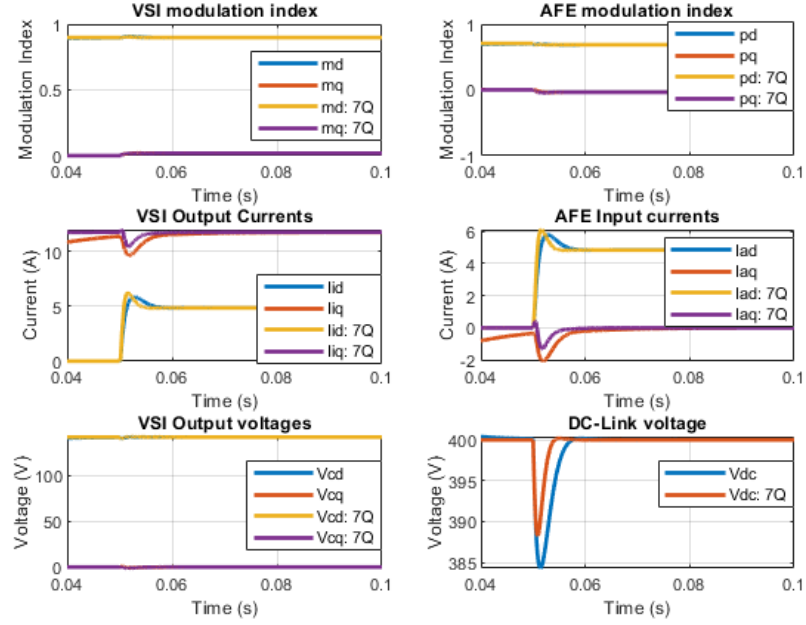 VSI modulation index
Modulation Index
1
0.5
0
md
mq
md: 7Q
mq: 7Q
0.04
0.06
0.08
0.1
Time (s)
AFE modulation index
Modulation Index
1
0
-1
pd
pq
pd: 7Q
pq: 7Q
0.04
0.06
0.08
0.1
Time (s)
VSI Output Currents
Current (A)
10
5
0
Iid
Iiq
Iid: 7Q
Iiq: 7Q
0.04
0.06
0.08
0.1
Time (s)
AFE Input currents
Current (A)
6
4
2
0
-2
Iad
Iaq
Iad: 7Q
Iaq: 7Q
0.04
0.06
0.08
0.1
Time (s)
VSI Output voltages
Voltage (V)
100
50
0
Vcd
Vcq
Vcd: 7Q
Vcq: 7Q
0.04
0.06
0.08
0.1
Time (s)
DC-Link voltage
Voltage (V)
400
395
390
385
Vdc
Vdc: 7Q
0.04
0.06
0.08
0.1
Time (s)